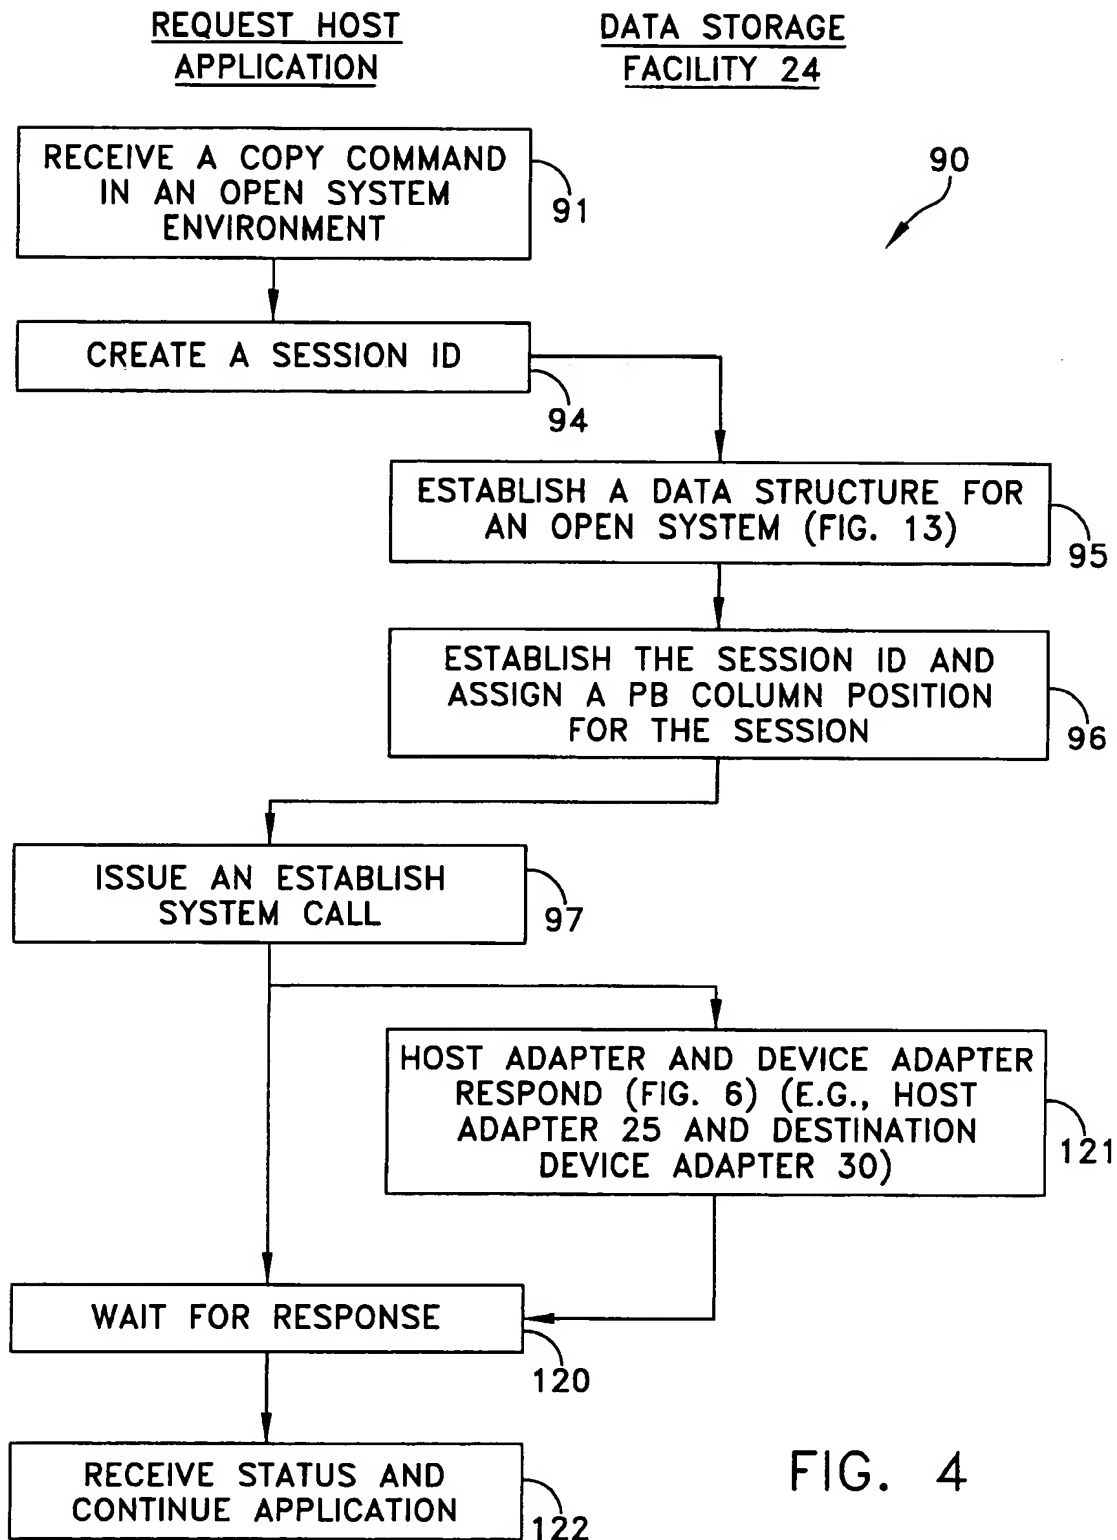 REQUEST HOST
APPLICATION
DATA STORAGE
FACILITY 24
90
RECEIVE A COPY COMMAND
IN AN OPEN SYSTEM
ENVIRONMENT
91
CREATE A SESSION ID
94
ESTABLISH A DATA STRUCTURE FOR
AN OPEN SYSTEM (FIG. 13)
95
ESTABLISH THE SESSION ID AND
ASSIGN A PB COLUMN POSITION
FOR THE SESSION
96
ISSUE AN ESTABLISH
SYSTEM CALL
97
HOST ADAPTER AND DEVICE ADAPTER
RESPOND (FIG. 6) (E.G., HOST
ADAPTER 25 AND DESTINATION
DEVICE ADAPTER 30)
121
WAIT FOR RESPONSE
120
RECEIVE STATUS AND
CONTINUE APPLICATION
122
FIG. 4